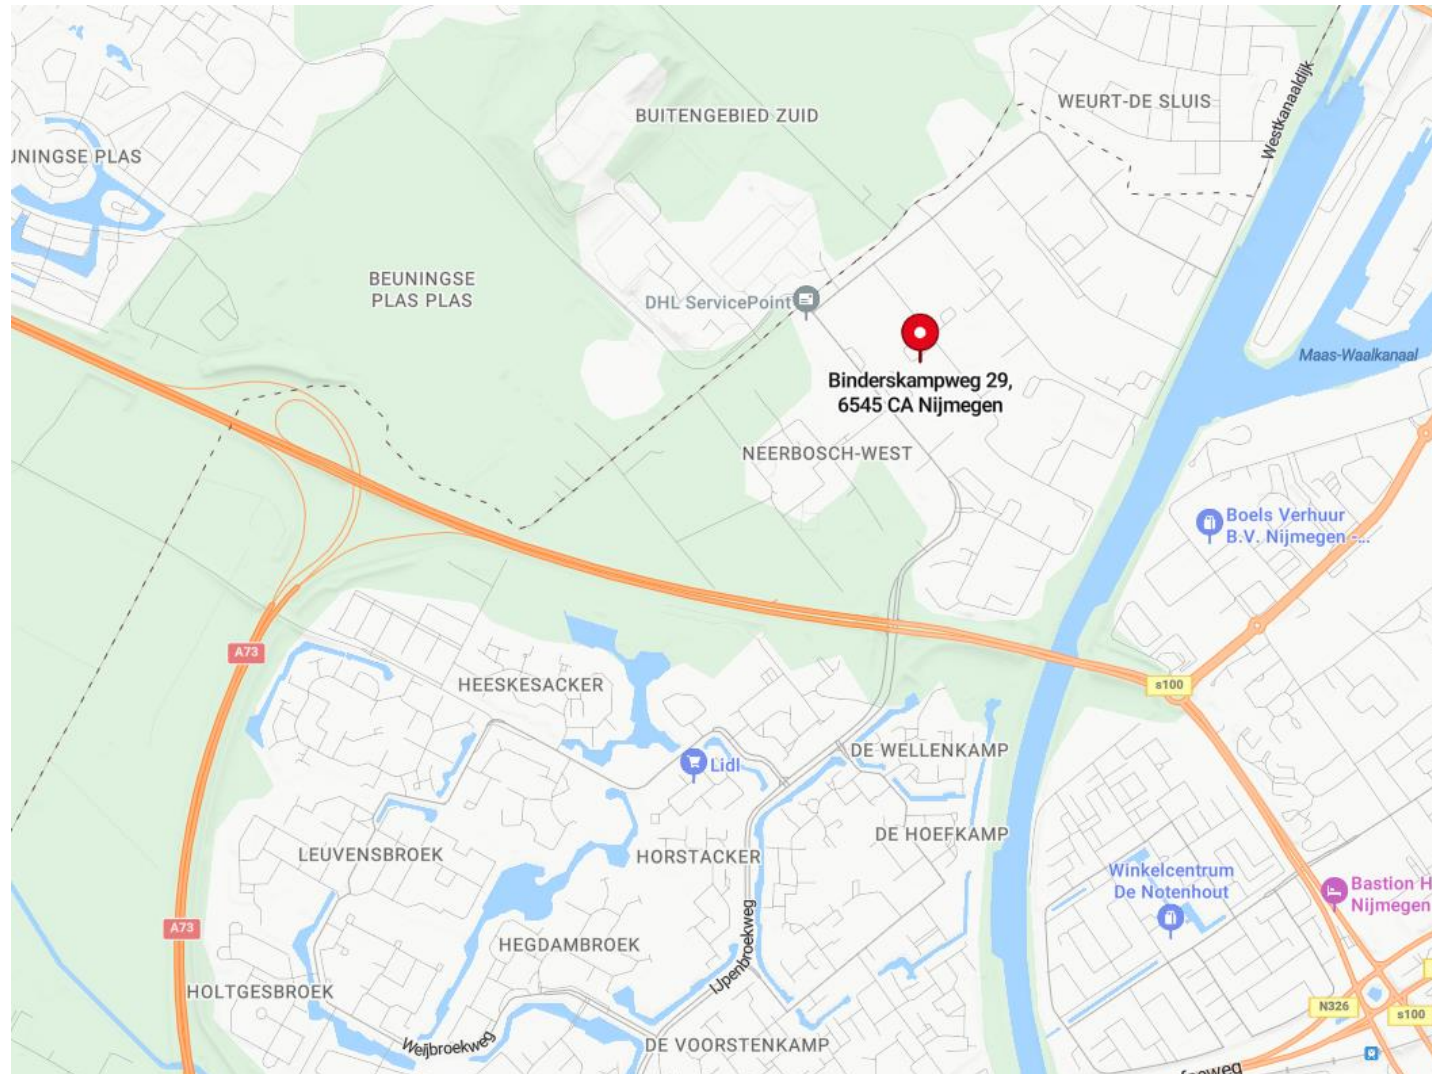 WEURT-DE SLUIS
BUITENGEBIED ZUID
Westkanaaldijk
UNINGSE PLAS
BEUNINGSE
PLAS PLAS
DHL ServicePoint
Maas-Waalkanaal
Binderskampweg 29,
6545 CA Nijmegen
NEERBOSCH-WEST
Boels Verhuur
B.V. Nijmegen -...
A73
HEESKESACKER
s100
DE WELLENKAMP
Lidl
DE HOEFKAMP
LEUVENSBROEK
HORSTACKER
Winkelcentrum
De Notenhout
Bastion H
Nijmegen
A73
HEGDAMBROEK
IJpenbroekweg
HOLTGESBROEK
N326
s100
Weijbroekweg
DE VOORSTENKAMP